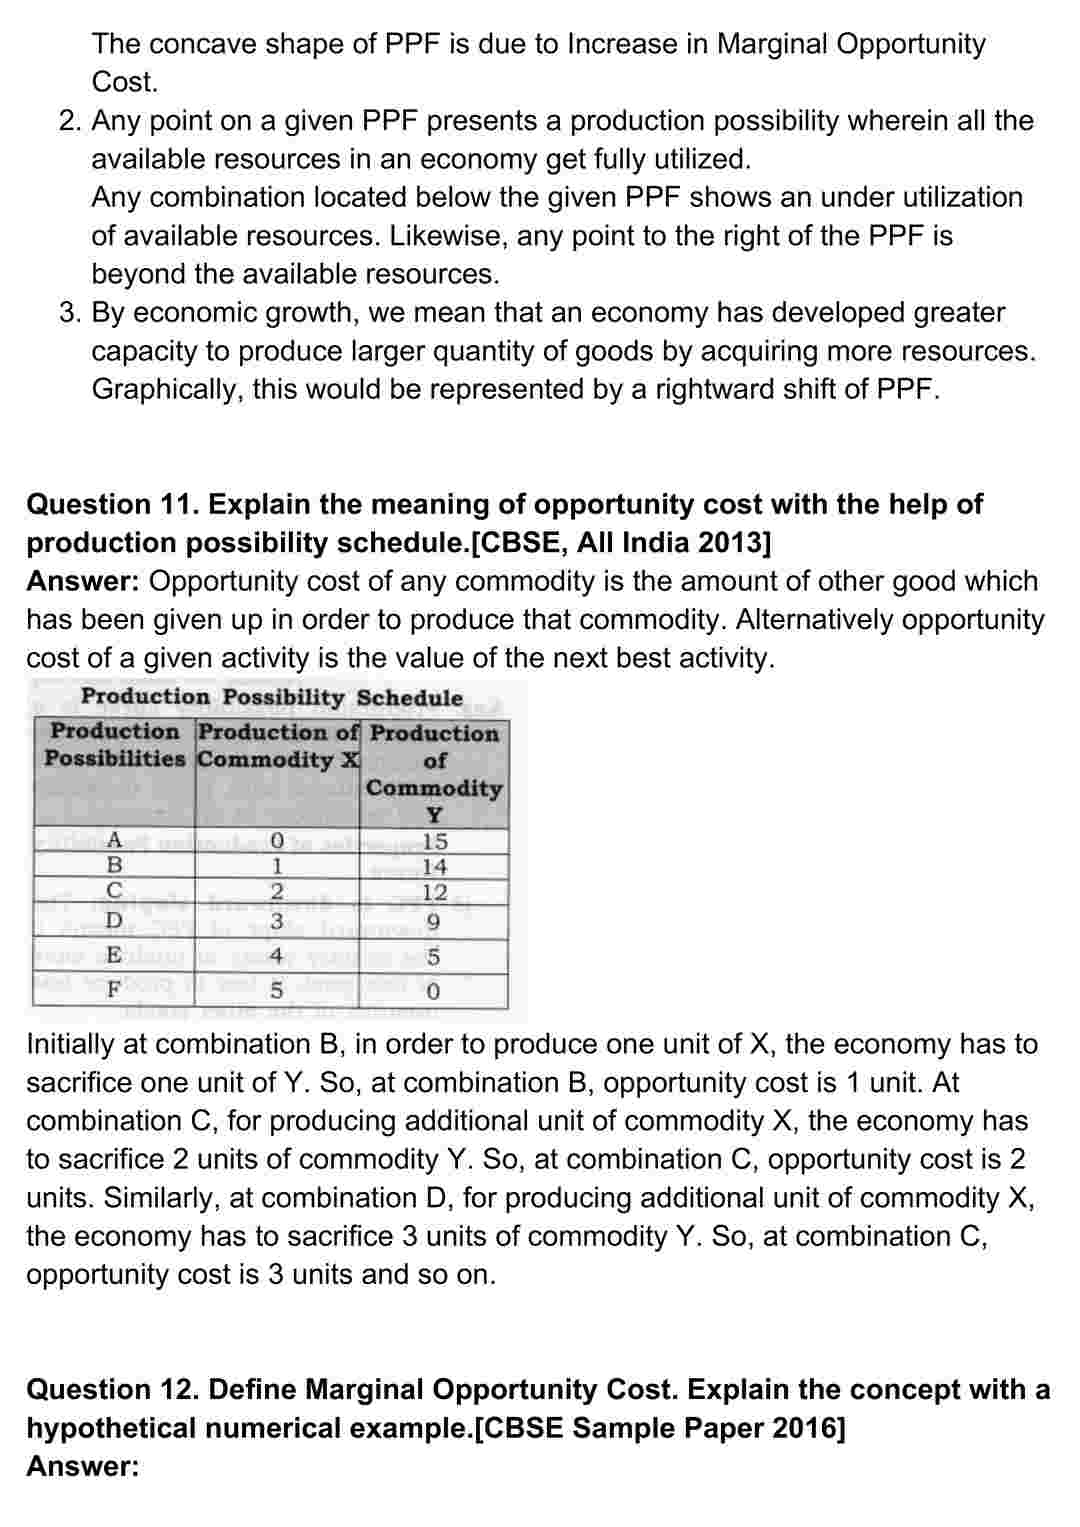 The concave shape of PPF is due to Increase in Marginal Opportunity
Cost.
2. Any point on a given PPF presents a production possibility wherein all the
available resources in an economy get fully utilized.
Any combination located below the given PPF shows an under utilization
of available resources. Likewise, any point to the right of the PPF is
beyond the available resources.
3. By economic growth, we mean that an economy has developed greater
capacity to produce larger quantity of goods by acquiring more resources.
Graphically, this would be represented by a rightward shift of PPF.
Question 11. Explain the meaning of opportunity cost with the help of
production possibility schedule.[CBSE, All India 2013]
Answer: Opportunity cost of any commodity is the amount of other good which
has been given up in order to produce that commodity. Alternatively opportunity
cost of a given activity is the value of the next best activity.
Production Possibility Schedule
Production Production of Production
Possibilities Commodity X of
Commodity
Y
A 0 15
B 1 14
C 2 12
D 3 9
E 4 5
F 5 0
Initially at combination B, in order to produce one unit of X, the economy has to
sacrifice one unit of Y. So, at combination B, opportunity cost is 1 unit. At
combination C, for producing additional unit of commodity X, the economy has
to sacrifice 2 units of commodity Y. So, at combination C, opportunity cost is 2
units. Similarly, at combination D, for producing additional unit of commodity X,
the economy has to sacrifice 3 units of commodity Y. So, at combination C,
opportunity cost is 3 units and so on.
Question 12. Define Marginal Opportunity Cost. Explain the concept with a
hypothetical numerical example.[CBSE Sample Paper 2016]
Answer: